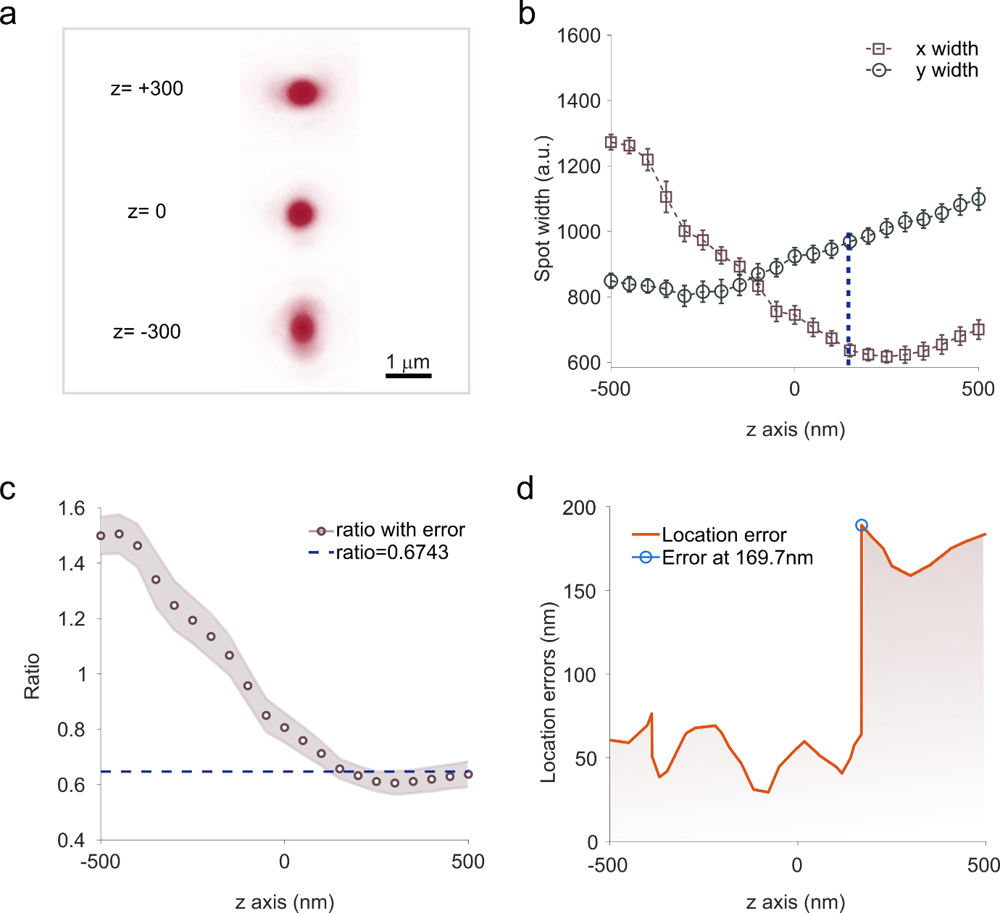 a
z= +300
z= 0
z= -300
1 μm
b
1600
1400
1200
1000
800
600
Spot width (a.u.)
x width
y width
-500 0 500
z axis (nm)
c
1.6
1.4
1.2
1
0.8
0.6
0.4
Ratio
ratio with error
ratio=0.6743
-500 0 500
z axis (nm)
d
200
150
100
50
0
Location errors (nm)
Location error
Error at 169.7nm
-500 0 500
z axis (nm)